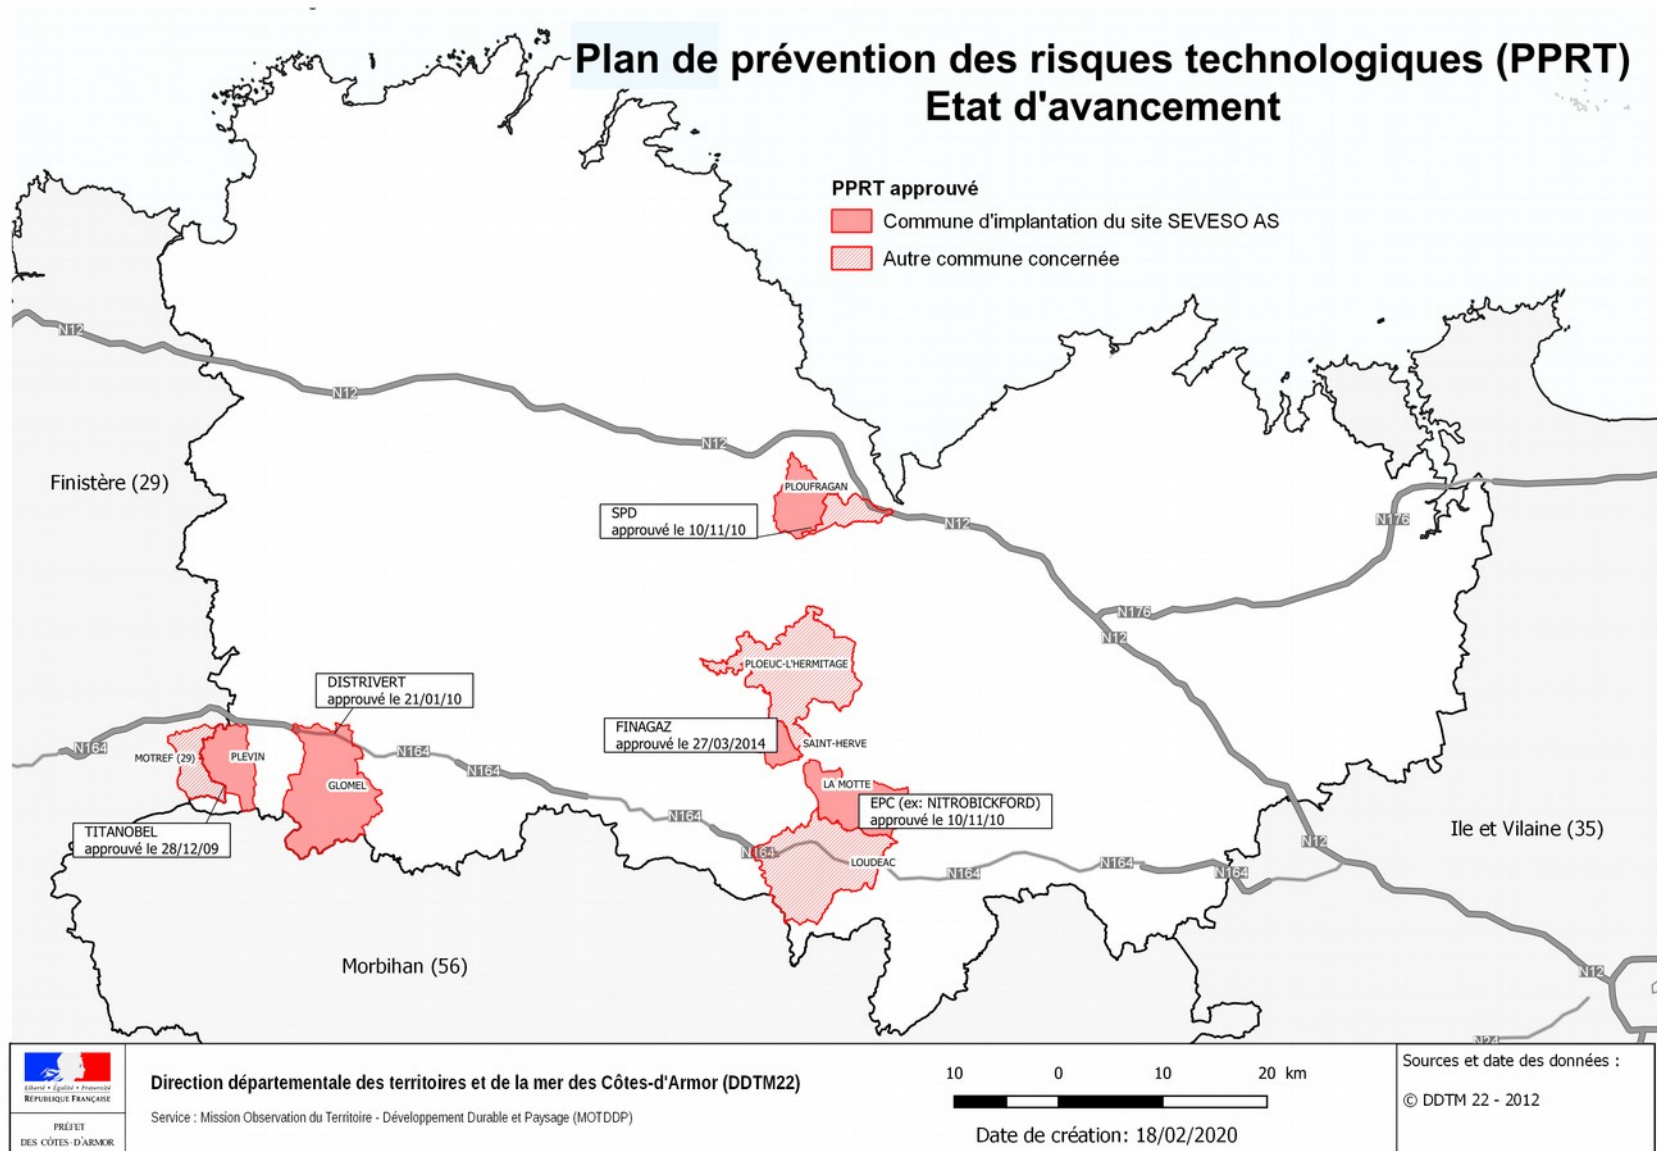 Plan de prévention des risques technologiques (PPRT)
Etat d'avancement
PPRT approuvé
Commune d'implantation du site SEVESO AS
Autre commune concernée
N12
N12
N12
Finistère (29)
PLOUFRAGAN
SPD
approuvé le 10/11/10
N12
N176
N176
N12
PLOEUC-L'HERMITAGE
DISTRIVERT
approuvé le 21/01/10
FINAGAZ
approuvé le 27/03/2014
SAINT-HERVE
N164
MOTREF (29)
PLEVIN
N164
N164
GLOMEL
LA MOTTE
EPC (ex: NITROBICKFORD)
approuvé le 10/11/10
N164
TITANOBEL
approuvé le 28/12/09
Ile et Vilaine (35)
N12
N164
LOUDEAC
N164
N164
N164
Morbihan (56)
N12
N24
Liberté • Égalité • Fraternité
RÉPUBLIQUE FRANÇAISE
PRÉFET
DES CÔTES-D'ARMOR
Direction départementale des territoires et de la mer des Côtes-d'Armor (DDTM22)
Service : Mission Observation du Territoire - Développement Durable et Paysage (MOTDDP)
10 0 10 20 km
Date de création: 18/02/2020
Sources et date des données :
© DDTM 22 - 2012